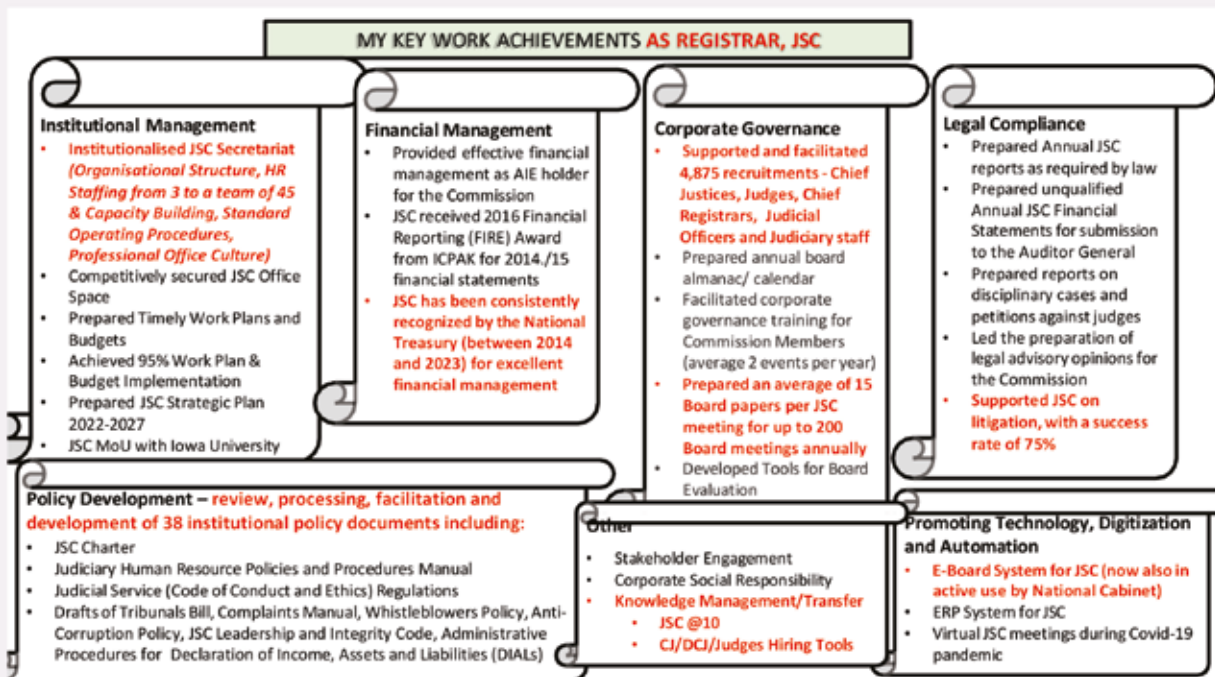 MY KEY WORK ACHIEVEMENTS AS REGISTRAR, JSC
Institutional Management
• Institutionalised JSC Secretariat
(Organisational Structure, HR
Staffing from 3 to a team of 45
& Capacity Building, Standard
Operating Procedures,
Professional Office Culture)
• Competitively secured JSC Office
Space
• Prepared Timely Work Plans and
Budgets
• Achieved 95% Work Plan &
Budget Implementation
• Prepared JSC Strategic Plan
2022-2027
• JSC MoU with Iowa University
Financial Management
• Provided effective financial
management as AIE holder
for the Commission
• JSC received 2016 Financial
Reporting (FIRE) Award
from ICPAK for 2014./15
financial statements
• JSC has been consistently
recognized by the National
Treasury (between 2014
and 2023) for excellent
financial management
Corporate Governance
• Supported and facilitated
4,875 recruitments - Chief
Justices, Judges, Chief
Registrars, Judicial
Officers and Judiciary staff
• Prepared annual board
almanac/ calendar
• Facilitated corporate
governance training for
Commission Members
(average 2 events per year)
• Prepared an average of 15
Board papers per JSC
meeting for up to 200
Board meetings annually
• Developed Tools for Board
Evaluation
Legal Compliance
• Prepared Annual JSC
reports as required by law
• Prepared unqualified
Annual JSC Financial
Statements for submission
to the Auditor General
• Prepared reports on
disciplinary cases and
petitions against judges
• Led the preparation of
legal advisory opinions for
the Commission
• Supported JSC on
litigation, with a success
rate of 75%
Policy Development – review, processing, facilitation and
development of 38 institutional policy documents including:
• JSC Charter
• Judiciary Human Resource Policies and Procedures Manual
• Judicial Service (Code of Conduct and Ethics) Regulations
• Drafts of Tribunals Bill, Complaints Manual, Whistleblowers Policy, Anti-
Corruption Policy, JSC Leadership and Integrity Code, Administrative
Procedures for Declaration of Income, Assets and Liabilities (DIALs)
Other
• Stakeholder Engagement
• Corporate Social Responsibility
• Knowledge Management/Transfer
• JSC @10
• CJ/DCJ/Judges Hiring Tools
Promoting Technology, Digitization
and Automation
• E-Board System for JSC (now also in
active use by National Cabinet)
• ERP System for JSC
• Virtual JSC meetings during Covid-19
pandemic